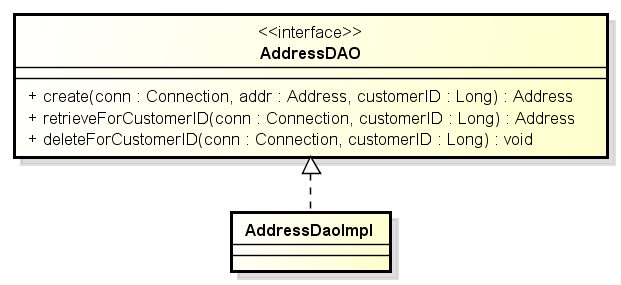 <<interface>>
AddressDAO
+ create(conn : Connection, addr : Address, customerID : Long) : Address
+ retrieveForCustomerID(conn : Connection, customerID : Long) : Address
+ deleteForCustomerID(conn : Connection, customerID : Long) : void
AddressDaoImpl